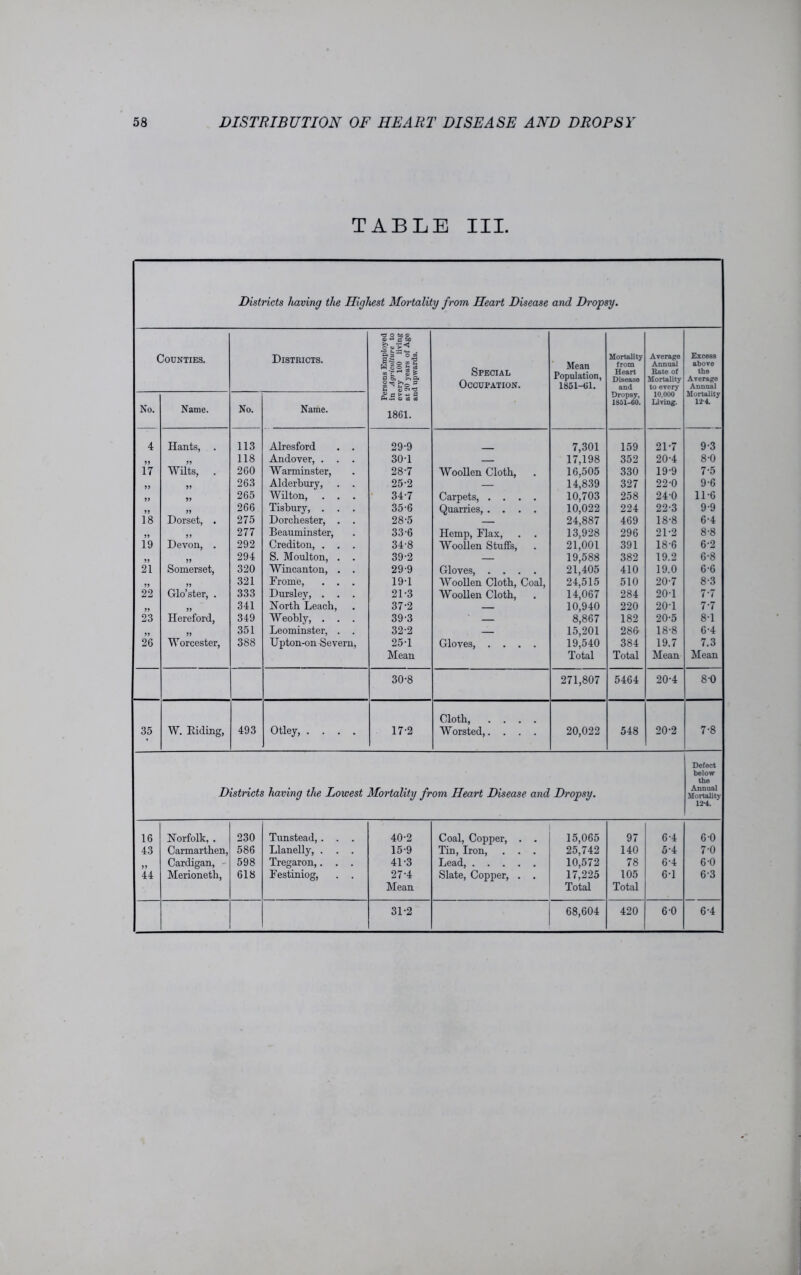 58 DISTRIBUTION OF HEART DISEASE AND DROPSY
TABLE III.
Districts having the Highest Mortality from Heart Disease and Dropsy.
Counties. Districts. Persons Employed in Agriculture to every 100 living at 20 years of Age and upwards. Special Occupation. Mean Population, 1851-61. Mortality from Heart Disease and Dropsy, 1851-60. Average Annual Rate of Mortality to every 10,000 Living. Excess above the Average Annual Mortality 12·4.
No. Name. No. Name. 1861.
4 Hants, . 113 Alresford . . 29·9 — 7,301 159 21·7 9·3
„ „ 118 Andover, . . . 30·1 — 17,198 352 20·4 8·0
17 Wilts, . 260 Warminster, . 28·7 Woollen Cloth, . 16,505 330 19·9 7·5
„ „ 263 Alderbury, . . 25·2 — 14,839 327 22·0 9·6
„ „ 265 Wilton, . . . 34·7 Carpets, . . . . 10,703 258 24·0 11·6
„ „ 266 Tisbury, . . . 35·6 Quarries, . . . . 10,022 224 22·3 9·9
18 Dorset, . 275 Dorchester, . . 28·5 — 24,887 469 18·8 6·4
„ „ 277 Beauminster, . 33·6 Hemp, Flax, . . 13,928 296 21·2 8·8
19 Devon, . 292 Crediton, . . . 34·8 Woollen Stuffs, . 21,001 391 18·6 6·2
„ „ 294 S. Moulton, . . 39·2 — 19,588 382 19.2 6·8
21 Somerset, 320 Wincanton, . . 29·9 Gloves, . . . . 21,405 410 19.0 6·6
„ „ 321 Frome, . . . 19·1 Woollen Cloth, Coal, 24,515 510 20·7 8·3
22 Glo'ster, . 333 Dursley, . . . 21·3 Woollen Cloth, . 14,067 284 20·1 7·7
„ „ 341 North Leach, . 37·2 — 10,940 220 20·1 7·7
23 Hereford, 349 Weobly, . . . 39·3 — 8,867 182 20·5 8·1
„ „ 351 Leominster, . . 32·2 — 15,201 286 18·8 6·4
26 Worcester, 388 Upton-on-Severn, 25·1 Gloves, . . . . 19,540 384 19.7 7.3
Mean Total Total Mean Mean
30·8 271,807 5464 20·4 8·0
35 W. Riding, 493 Otley, . . . . 17·2 Cloth, . . . . Worsted, . . . . 20,022 548 20·2 7·8
Districts having the Lowest Mortality from Heart Disease and Dropsy. Defect below the Annual Mortality 12·4.
16 Norfolk, . 230 Tunstead, . . . 40·2 Coal, Copper, . . 15,065 97 6·4 6·0
43 Carmarthen, 586 Llanelly, . . . 15·9 Tin, Iron, . . . 25,742 140 5·4 7·0
„ Cardigan, - 598 Tregaron, . . . 41·3 Lead, . . . . . 10,572 78 6·4 6·0
44 Merioneth, 618 Festiniog, . . 27·4 Slate, Copper, . . 17,225 105 6·1 6·3
Mean Total Total
31·2 68,604 420 6·0 6·4